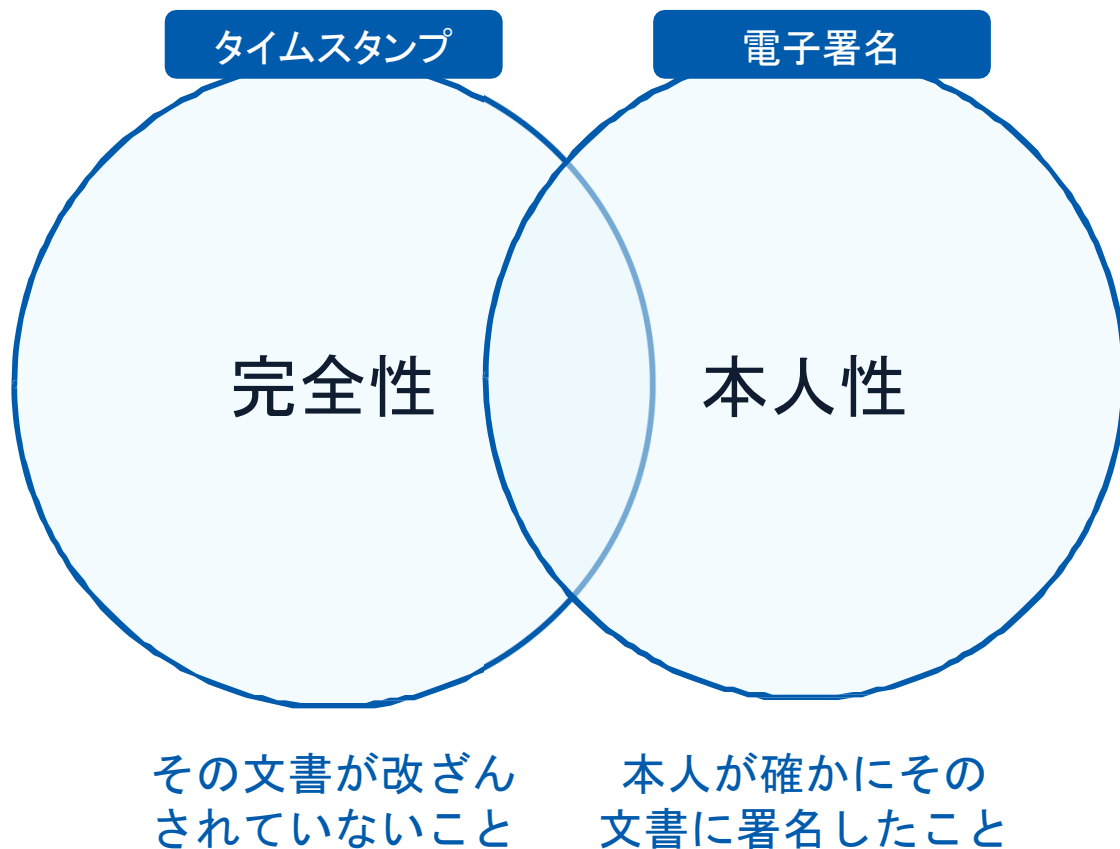 タイムスタンプ
電子署名
完全性
本人性
その文書が改ざん
されていないこと
本人が確かにその
文書に署名したこと